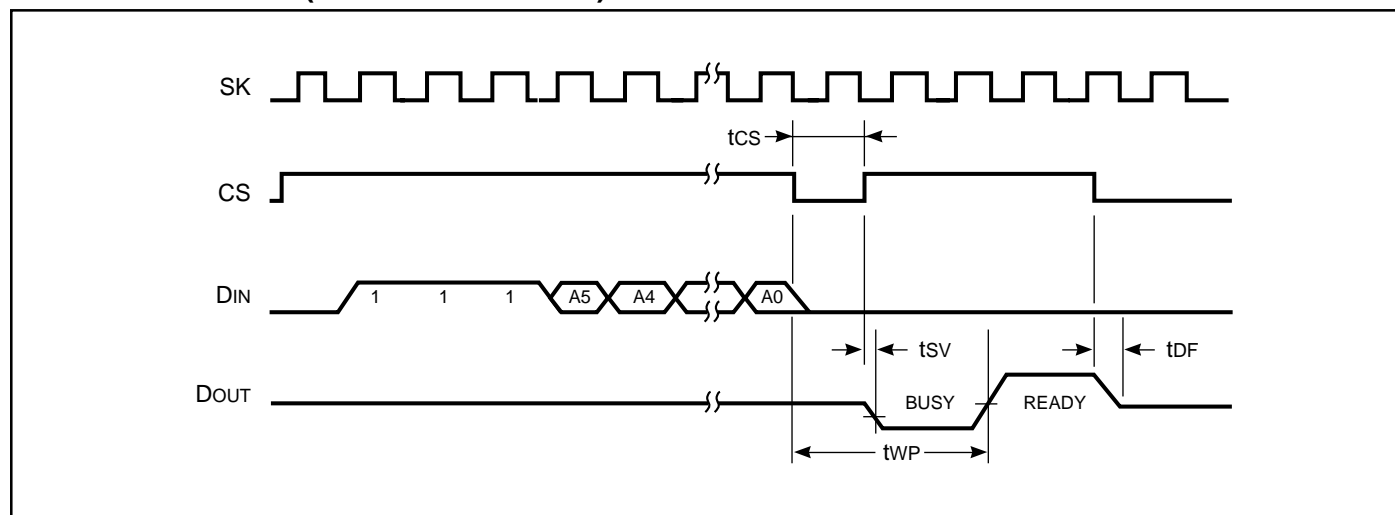 SK
tCS
CS
DIN
1 1 1 A5 A4 A0
tSV tDF
DOUT
BUSY READY
tWP